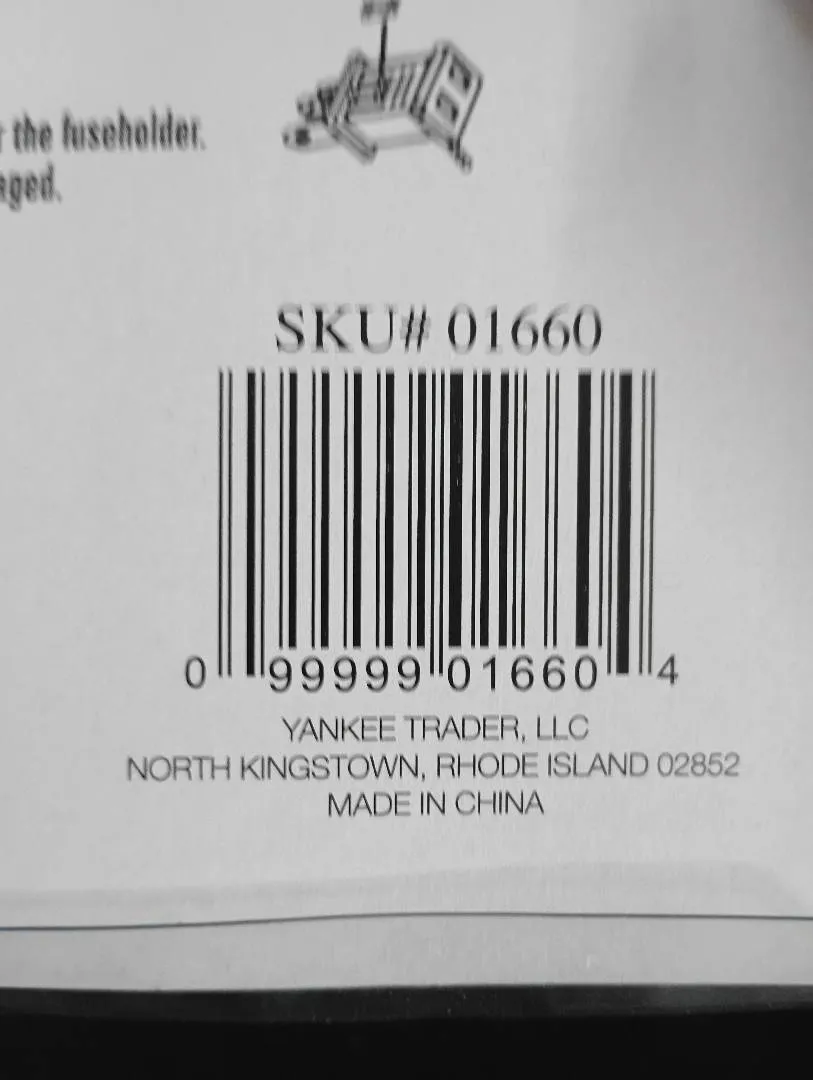 the fuseholder.
SKU# 01660
0 99999 01660 4
YANKEE TRADER, LLC
NORTH KINGSTOWN, RHODE ISLAND 02852
MADE IN CHINA